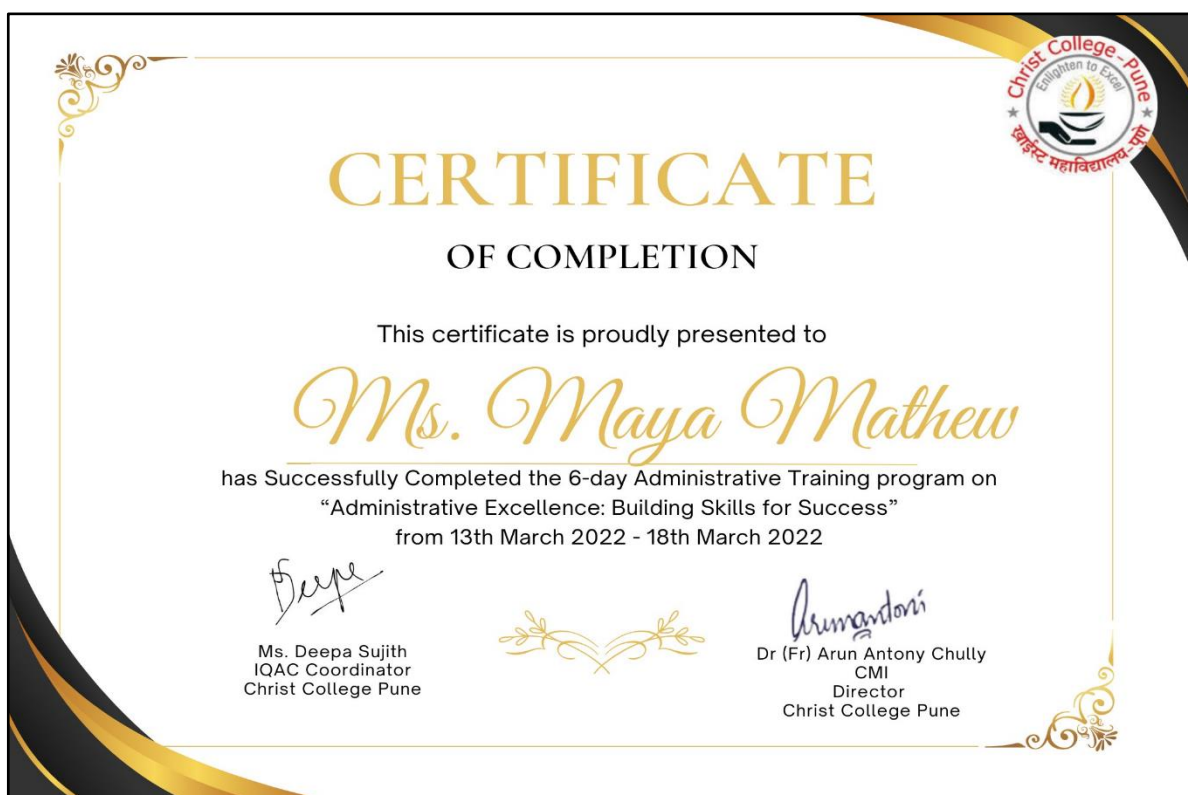 Christ College-Pune
Enlighten to Excel
ख्राईस्ट महाविद्यालय-पुणे
CERTIFICATE
OF COMPLETION
This certificate is proudly presented to
Ms. Maya Mathew
has Successfully Completed the 6-day Administrative Training program on
“Administrative Excellence: Building Skills for Success”
from 13th March 2022 - 18th March 2022
Deepe
Ms. Deepa Sujith
IQAC Coordinator
Christ College Pune
Arunantoni
Dr (Fr) Arun Antony Chully
CMI
Director
Christ College Pune